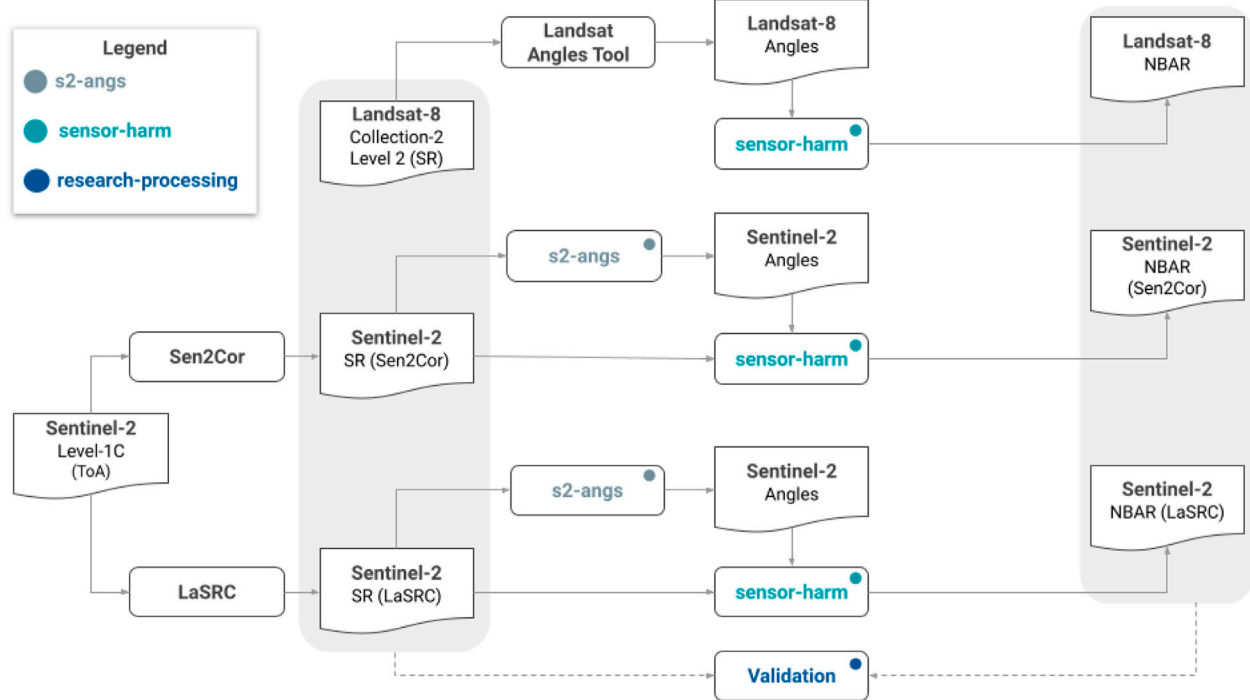 Legend
s2-angs
sensor-harm
research-processing
Landsat
Angles Tool
Landsat-8
Angles
Landsat-8
NBAR
Landsat-8
Collection-2
Level 2 (SR)
sensor-harm
s2-angs
Sentinel-2
Angles
Sentinel-2
NBAR
(Sen2Cor)
Sen2Cor
Sentinel-2
SR (Sen2Cor)
sensor-harm
Sentinel-2
Level-1C
(ToA)
s2-angs
Sentinel-2
Angles
Sentinel-2
NBAR (LaSRC)
LaSRC
Sentinel-2
SR (LaSRC)
sensor-harm
Validation